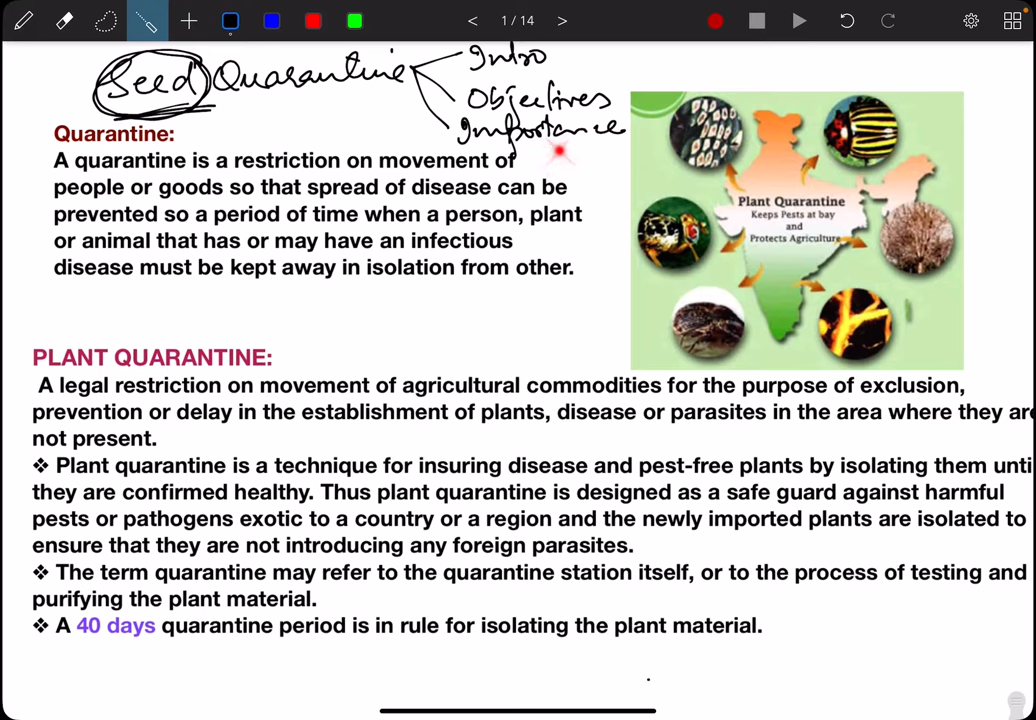 1 / 14
Seed Quarantine
Intro
Objectives
Importance
Quarantine:
A quarantine is a restriction on movement of
people or goods so that spread of disease can be
prevented so a period of time when a person, plant
or animal that has or may have an infectious
disease must be kept away in isolation from other.
Plant Quarantine
Keeps Pests at bay
and
Protects Agriculture
PLANT QUARANTINE:
A legal restriction on movement of agricultural commodities for the purpose of exclusion,
prevention or delay in the establishment of plants, disease or parasites in the area where they are
not present.
❖ Plant quarantine is a technique for insuring disease and pest-free plants by isolating them unti
they are confirmed healthy. Thus plant quarantine is designed as a safe guard against harmful
pests or pathogens exotic to a country or a region and the newly imported plants are isolated to
ensure that they are not introducing any foreign parasites.
❖ The term quarantine may refer to the quarantine station itself, or to the process of testing and
purifying the plant material.
❖ A 40 days quarantine period is in rule for isolating the plant material.